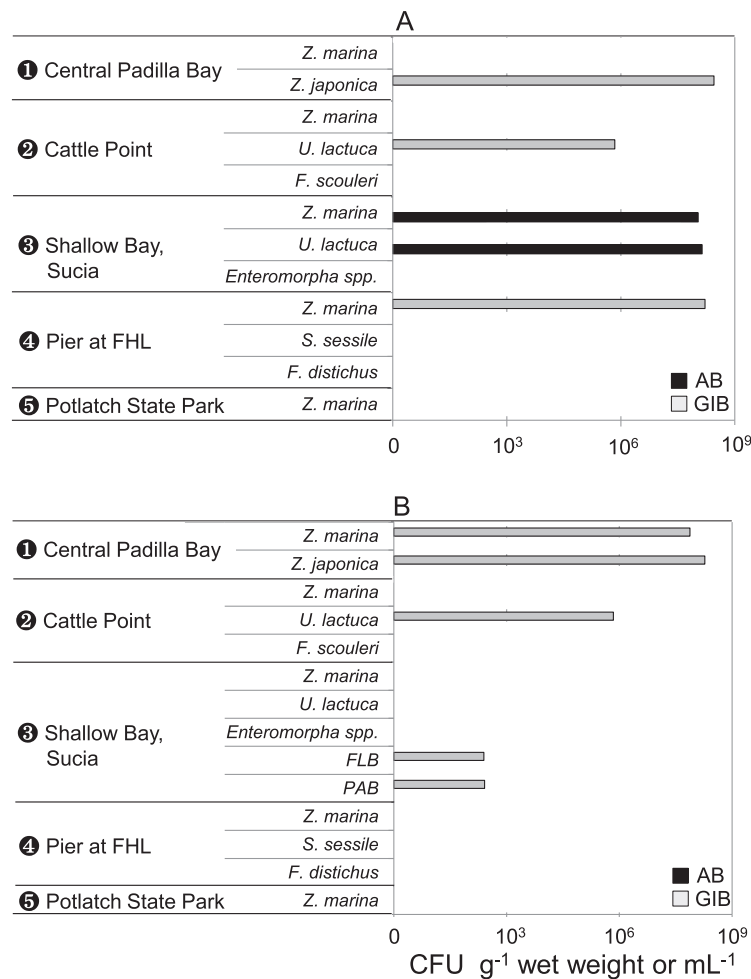 A
❶ Central Padilla Bay
Z. marina
Z. japonica
❷ Cattle Point
Z. marina
U. lactuca
F. scouleri
❸ Shallow Bay,
Sucia
Z. marina
U. lactuca
Enteromorpha spp.
❹ Pier at FHL
Z. marina
S. sessile
F. distichus
❺ Potlatch State Park
Z. marina
AB
GIB
0 10³ 10⁶ 10⁹
B
❶ Central Padilla Bay
Z. marina
Z. japonica
❷ Cattle Point
Z. marina
U. lactuca
F. scouleri
❸ Shallow Bay,
Sucia
Z. marina
U. lactuca
Enteromorpha spp.
FLB
PAB
❹ Pier at FHL
Z. marina
S. sessile
F. distichus
❺ Potlatch State Park
Z. marina
AB
GIB
0 10³ 10⁶ 10⁹
CFU g⁻¹ wet weight or mL⁻¹